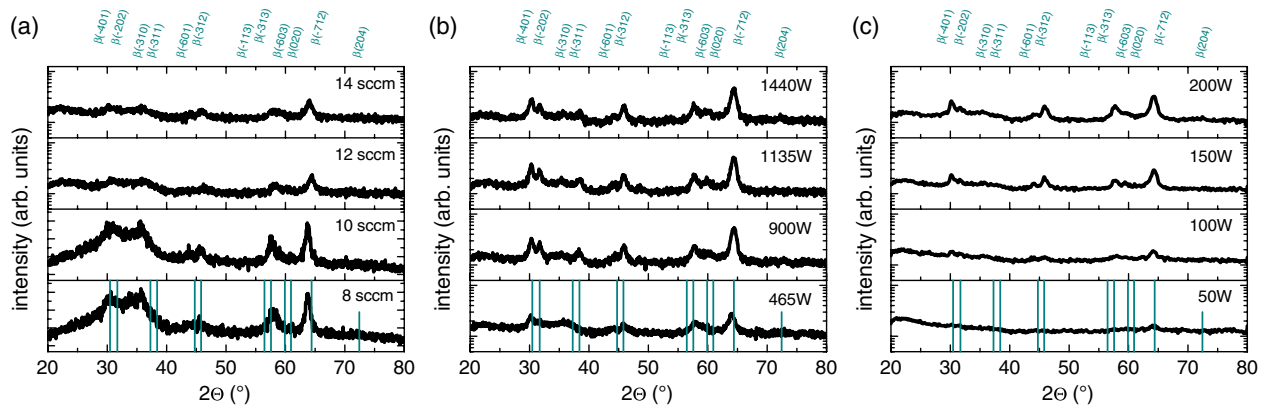 (a)
β(-401)
β(-202)
β(-310)
β(-311)
β(-601)
β(-312)
β(-113)
β(-313)
β(-603)
β(020)
β(-712)
β(204)
14 sccm
12 sccm
10 sccm
8 sccm
intensity (arb. units)
20 30 40 50 60 70 80
2Θ (°)
(b)
β(-401)
β(-202)
β(-310)
β(-311)
β(-601)
β(-312)
β(-113)
β(-313)
β(-603)
β(020)
β(-712)
β(204)
1440W
1135W
900W
465W
intensity (arb. units)
20 30 40 50 60 70 80
2Θ (°)
(c)
β(-401)
β(-202)
β(-310)
β(-311)
β(-601)
β(-312)
β(-113)
β(-313)
β(-603)
β(020)
β(-712)
β(204)
200W
150W
100W
50W
intensity (arb. units)
20 30 40 50 60 70 80
2Θ (°)